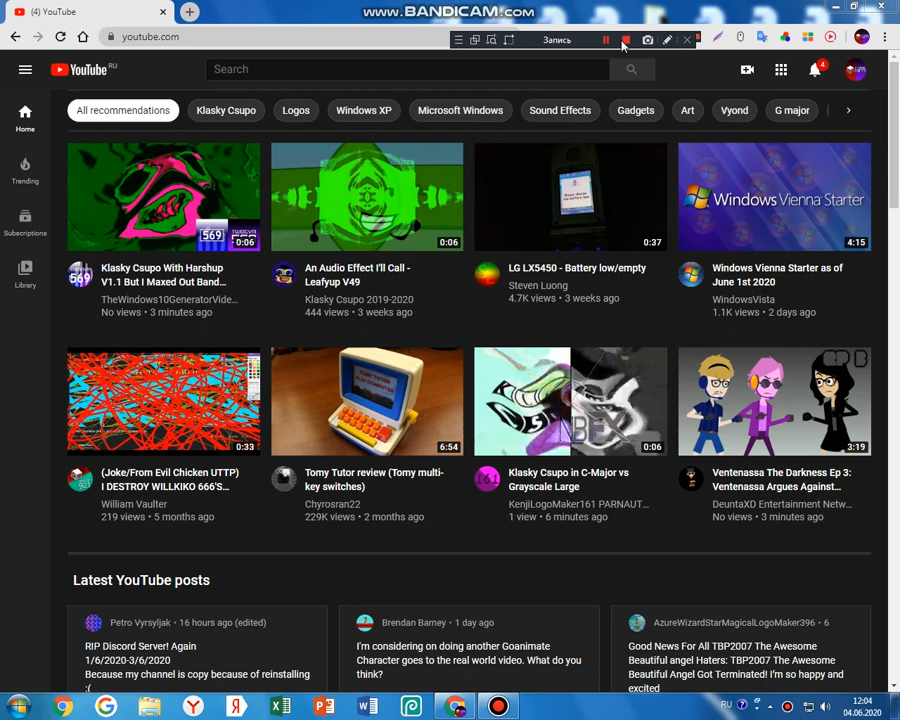 (4) YouTube
www.BANDICAM.com
youtube.com
Запись
YouTube RU
Search
4
All recommendations
Klasky Csupo
Logos
Windows XP
Microsoft Windows
Sound Effects
Gadgets
Art
Vyond
G major
Home
Trending
Subscriptions
Library
569
0:06
0:06
0:37
Windows Vienna Starter
4:15
569
Klasky Csupo With Harshup
V1.1 But I Maxed Out Band...
TheWindows10GeneratorVide...
No views • 3 minutes ago
An Audio Effect I'll Call -
Leafyup V49
Klasky Csupo 2019-2020
444 views • 3 weeks ago
LG LX5450 - Battery low/empty
Steven Luong
4.7K views • 3 weeks ago
Windows Vienna Starter as of
June 1st 2020
WindowsVista
1.1K views • 2 days ago
0:33
6:54
0:06
3:19
(Joke/From Evil Chicken UTTP)
I DESTROY WILLKIKO 666'S...
William Vaulter
219 views • 5 months ago
Tomy Tutor review (Tomy multi-
key switches)
Chyrosran22
229K views • 2 months ago
161
Klasky Csupo in C-Major vs
Grayscale Large
KenjiLogoMaker161 PARNAUT...
1 view • 6 minutes ago
Ventenassa The Darkness Ep 3:
Ventenassa Argues Against...
DeuntaXD Entertainment Netw...
No views • 3 minutes ago
Latest YouTube posts
Petro Vyrsyljak • 16 hours ago (edited)
RIP Discord Server! Again
1/6/2020-3/6/2020
Because my channel is copy because of reinstalling
:(
Brendan Barney • 1 day ago
I'm considering on doing another Goanimate
Character goes to the real world video. What do you
think?
AzureWizardStarMagicalLogoMaker396 • 6
Good News For All TBP2007 The Awesome
Beautiful angel Haters: TBP2007 The Awesome
Beautiful Angel Got Terminated! I'm so happy and
excited
RU
12:04
04.06.2020